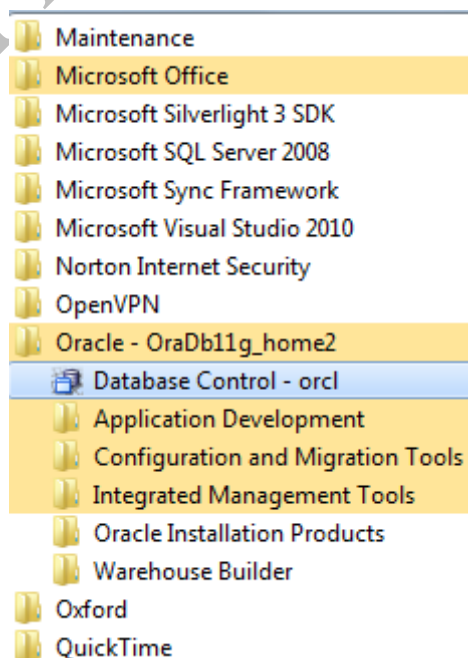 Maintenance
Microsoft Office
Microsoft Silverlight 3 SDK
Microsoft SQL Server 2008
Microsoft Sync Framework
Microsoft Visual Studio 2010
Norton Internet Security
OpenVPN
Oracle - OraDb11g_home2
Database Control - orcl
Application Development
Configuration and Migration Tools
Integrated Management Tools
Oracle Installation Products
Warehouse Builder
Oxford
QuickTime